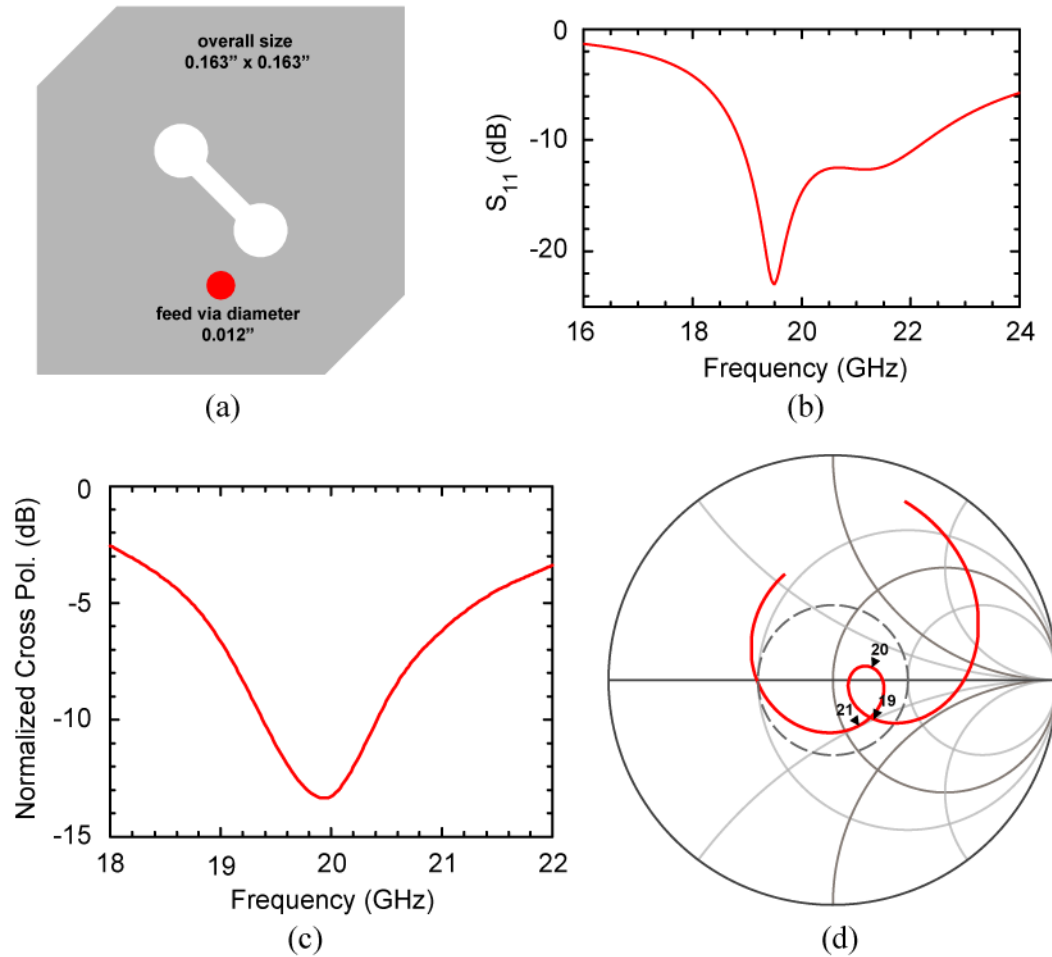 overall size
0.163” x 0.163”
feed via diameter
0.012”
(a)
0
-10
-20
S11 (dB)
16 18 20 22 24
Frequency (GHz)
(b)
0
-5
-10
-15
Normalized Cross Pol. (dB)
18 19 20 21 22
Frequency (GHz)
(c)
20
21 19
(d)